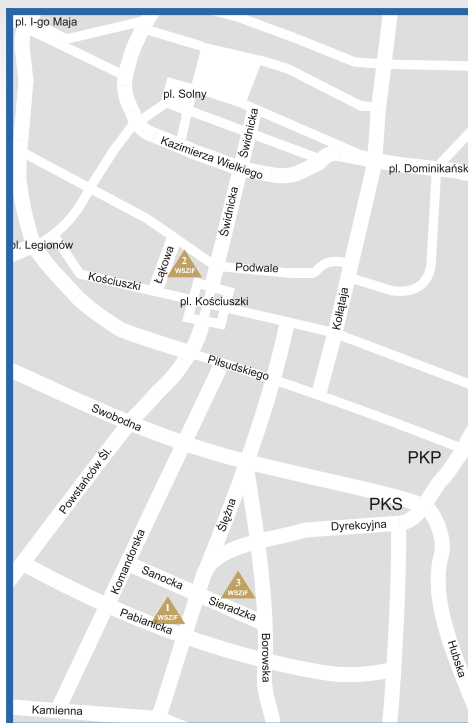 pl. I-go Maja
pl. Solny
Świdnicka
Kazimierza Wielkiego
pl. Dominikańsk
Świdnicka
pl. Legionów
Łąkowa
2
WSZiF
Podwale
Kościuszki
pl. Kościuszki
Kołłątaja
Piłsudskiego
Swobodna
Powstańców Śl.
PKP
PKS
Ślężna
Dyrekcyjna
Komandorska
Sanocka
3
WSZiF
1
WSZiF
Sieradzka
Pabianicka
Borowska
Hubska
Kamienna